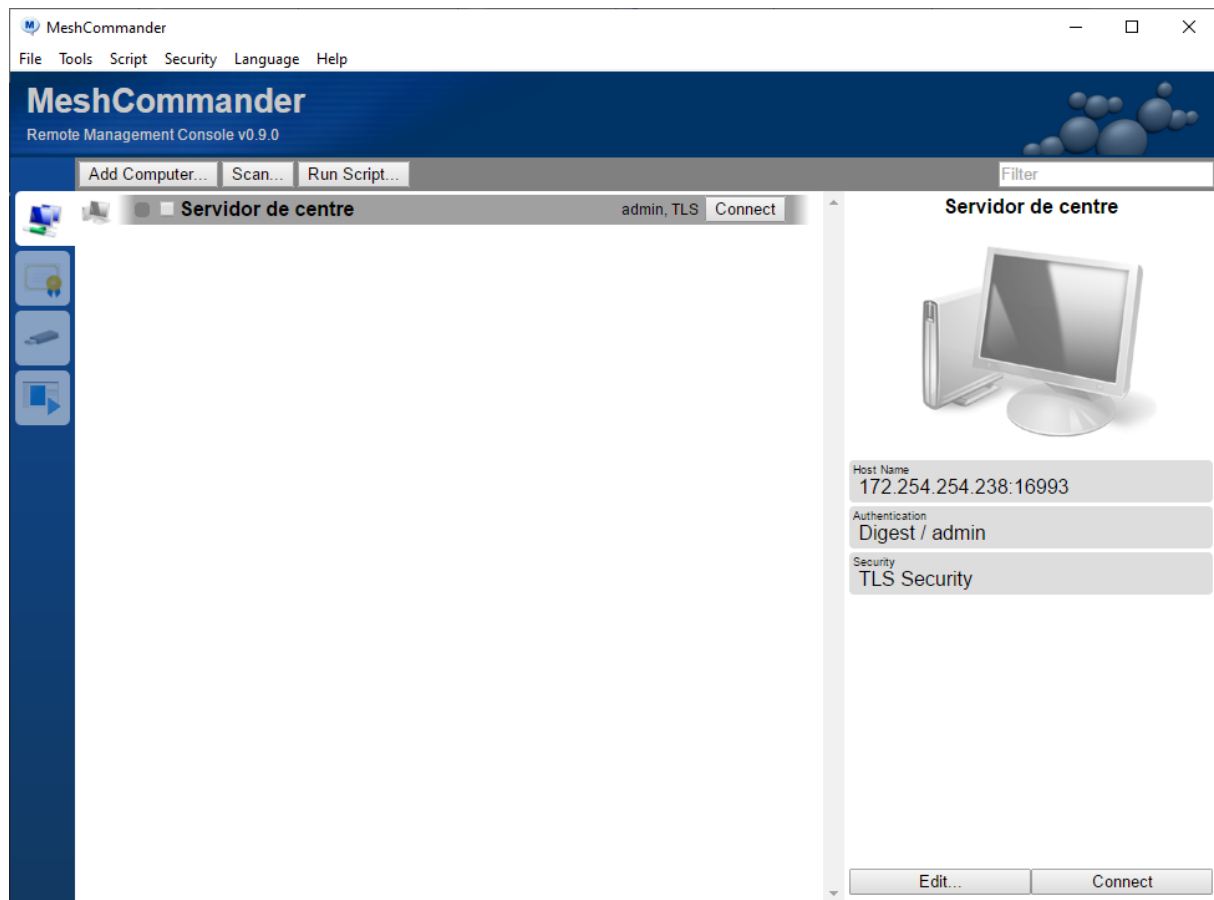 MeshCommander
File Tools Script Security Language Help
MeshCommander
Remote Management Console v0.9.0
Add Computer... Scan... Run Script... Filter
Servidor de centre admin, TLS Connect
Servidor de centre
Host Name
172.254.254.238:16993
Authentication
Digest / admin
Security
TLS Security
Edit... Connect